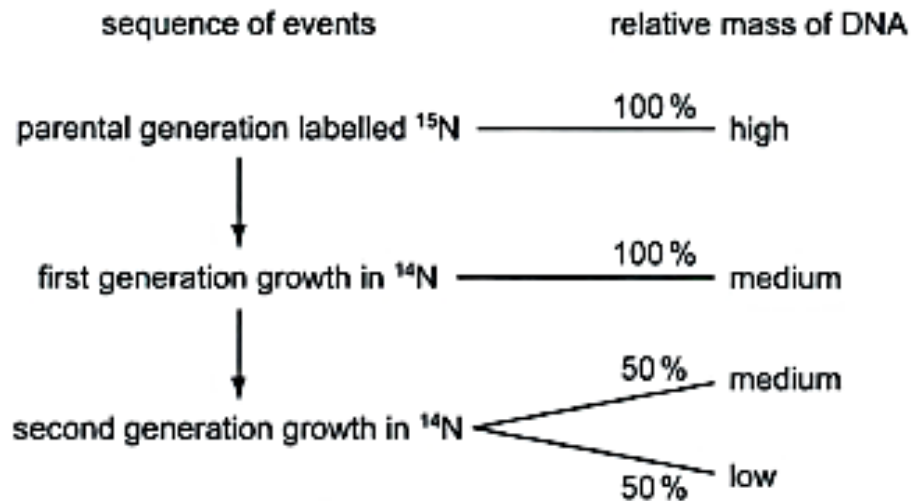 sequence of events
relative mass of DNA
parental generation labelled ¹⁵N
100 %
high
first generation growth in ¹⁴N
100 %
medium
second generation growth in ¹⁴N
50 %
medium
50 %
low